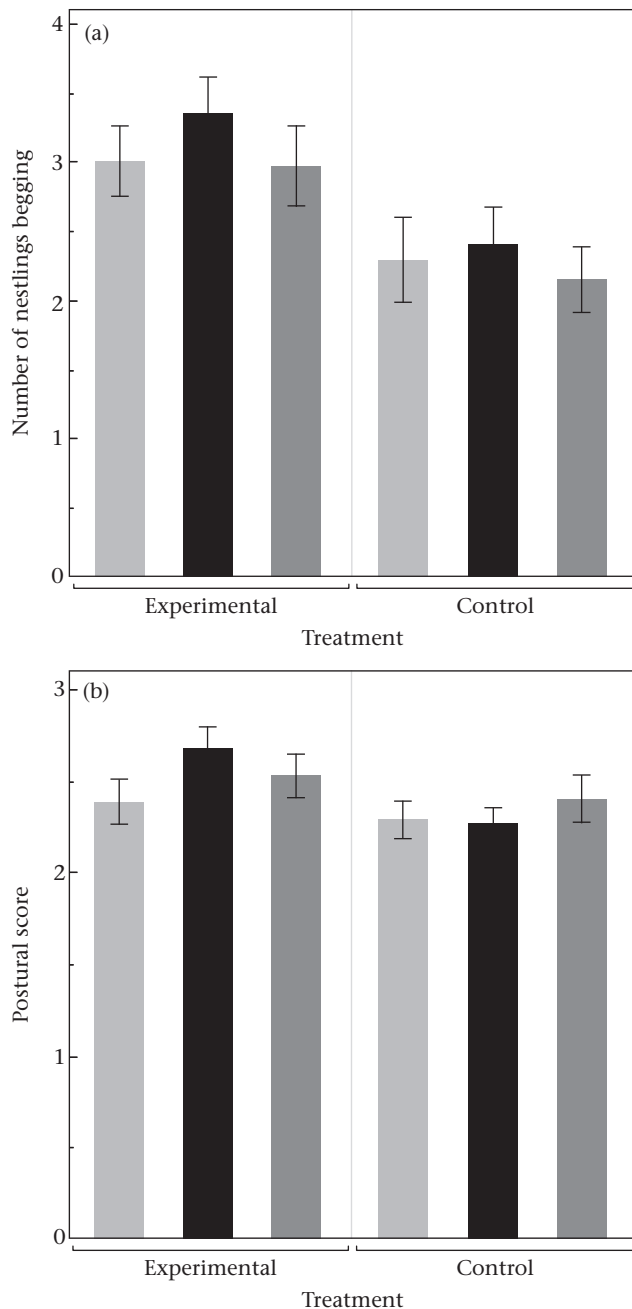 (a)
4
3
2
1
0
Number of nestlings begging
Experimental Control
Treatment
(b)
3
2
1
0
Postural score
Experimental Control
Treatment